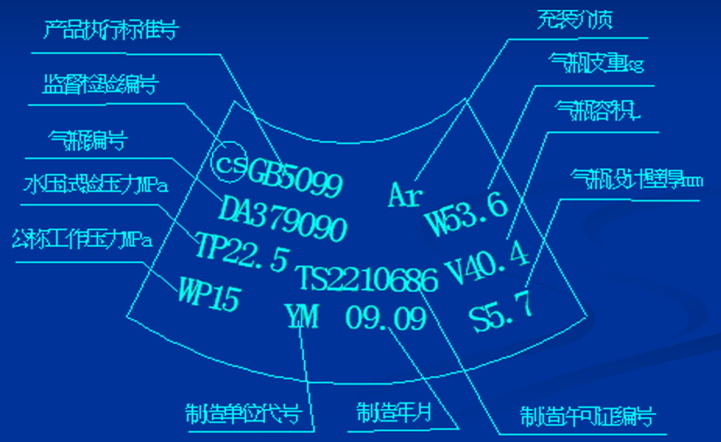 产品执行标准号
充装介质
监督检验编号
气瓶支重kg
气瓶编号
气瓶容积L
水压试验压力MPa
气瓶设计壁厚mm
公称工作压力MPa
cs GB5099
Ar
W53.6
DA379090
TP22.5
TS2210686
V40.4
WP15
YM
09.09
S5.7
制造单位代号
制造年月
制造许可证编号